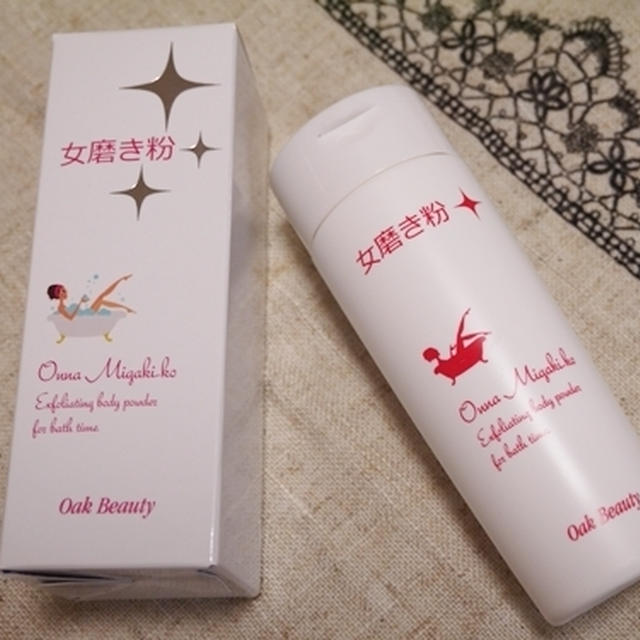 女磨き粉
Onna Migaki-ko
Exfoliating body powder
for bath time.
Oak Beauty
女磨き粉
Onna Migaki-ko
Exfoliating body powder
for bath time.
Oak Beauty